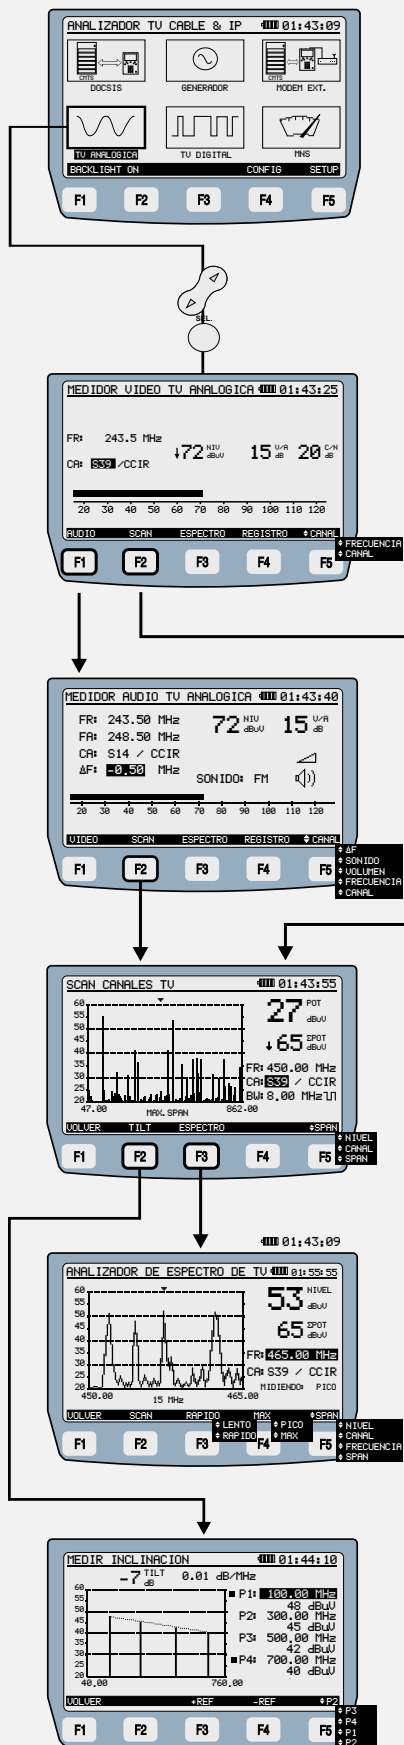 ANALIZADOR TV CABLE & IP 01:43:09
CMTS CMTS
DOCSIS GENERADOR MODEM EXT.
TV ANALOGICA TV DIGITAL MNS
BACKLIGHT ON CONFIG SETUP
F1 F2 F3 F4 F5
SEL.
MEDIDOR VIDEO TV ANALOGICA 01:43:25
FR: 243.5 MHz
↓72 NIV dBuV 15 V/A dB 20 C/N dB
CA: S39 /CCIR
20 30 40 50 60 70 80 90 100 110 120
AUDIO SCAN ESPECTRO REGISTRO ♦CANAL
F1 F2 F3 F4 F5
♦ FRECUENCIA
♦ CANAL
MEDIDOR AUDIO TV ANALOGICA 01:43:40
FR: 243.50 MHz 72 NIV dBuV 15 V/A dB
FA: 248.50 MHz
CA: S14 / CCIR
ΔF: -0.50 MHz
SONIDO: FM
20 30 40 50 60 70 80 90 100 110 120
VIDEO SCAN ESPECTRO REGISTRO ♦CANAL
F1 F2 F3 F4 F5
♦ ΔF
♦ SONIDO
♦ VOLUMEN
♦ FRECUENCIA
♦ CANAL
SCAN CANALES TV 01:43:55
60
55
50
45
40
35
30
25
20
47.00 MAX. SPAN 862.00
27 POT dBuV
↓65 ΣPOT dBuV
FR: 450.00 MHz
CA: S39 / CCIR
BW: 8.00 MHz
VOLVER TILT ESPECTRO ♦SPAN
F1 F2 F3 F4 F5
♦ NIVEL
♦ CANAL
♦ SPAN
01:43:09
ANALIZADOR DE ESPECTRO DE TV 01:55:55
60
55
50
45
40
35
30
25
20
450.00 15 MHz 465.00
53 NIVEL dBuV
65 ΣPOT dBuV
FR: 465.00 MHz
CA: S39 / CCIR
MIDIENDO: PICO
VOLVER SCAN RAPIDO MAX ♦SPAN
♦ LENTO
♦ RAPIDO
♦ PICO
♦ MAX
♦ NIVEL
♦ CANAL
♦ FRECUENCIA
♦ SPAN
F1 F2 F3 F4 F5
MEDIR INCLINACION 01:44:10
-7 TILT dB 0.01 dB/MHz
60
55
50
45
40
35
30
25
20
40.00 760.00
P1: 100.00 MHz
48 dBuV
P2: 300.00 MHz
45 dBuV
P3: 500.00 MHz
42 dBuV
P4: 700.00 MHz
40 dBuV
VOLVER +REF -REF ♦P2
F1 F2 F3 F4 F5
♦ P3
♦ P4
♦ P1
♦ P2